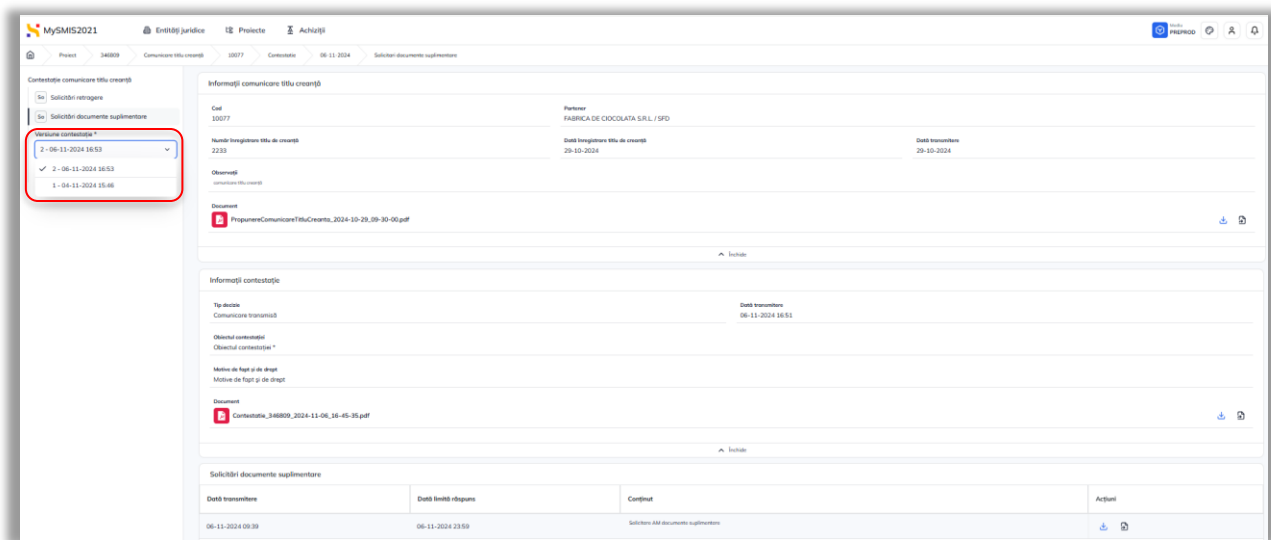 MySMIS2021
Entități juridice
Proiecte
Achiziții
Mediu
PREPROD
Proiect
346809
Comunicare titlu creanță
10077
Contestatie
06-11-2024
Solicitari documente suplimentare
Contestație comunicare titlu creanță
So Solicitări retragere
So Solicitări documente suplimentare
Versiune contestație *
2 - 06-11-2024 16:53
2 - 06-11-2024 16:53
1 - 04-11-2024 15:46
Informații comunicare titlu creanță
Cod
Partener
10077
FABRICA DE CIOCOLATA S.R.L. / SFD
Număr înregistrare titlu de creanță
Dată înregistrare titlu de creanță
Dată transmitere
2233
29-10-2024
29-10-2024
Observații
comunicare titlu creanță
Document
PropunereComunicareTitluCreanta_2024-10-29_09-30-00.pdf
Închide
Informații contestație
Tip decizie
Dată transmitere
Comunicare transmisă
06-11-2024 16:51
Obiectul contestației
Obiectul contestației *
Motive de fapt și de drept
Motive de fapt și de drept
Document
Contestatie_346809_2024-11-06_16-45-35.pdf
Închide
Solicitări documente suplimentare
Dată transmitere
Dată limită răspuns
Conținut
Acțiuni
06-11-2024 09:39
06-11-2024 23:59
Solicitare AM documente suplimentare